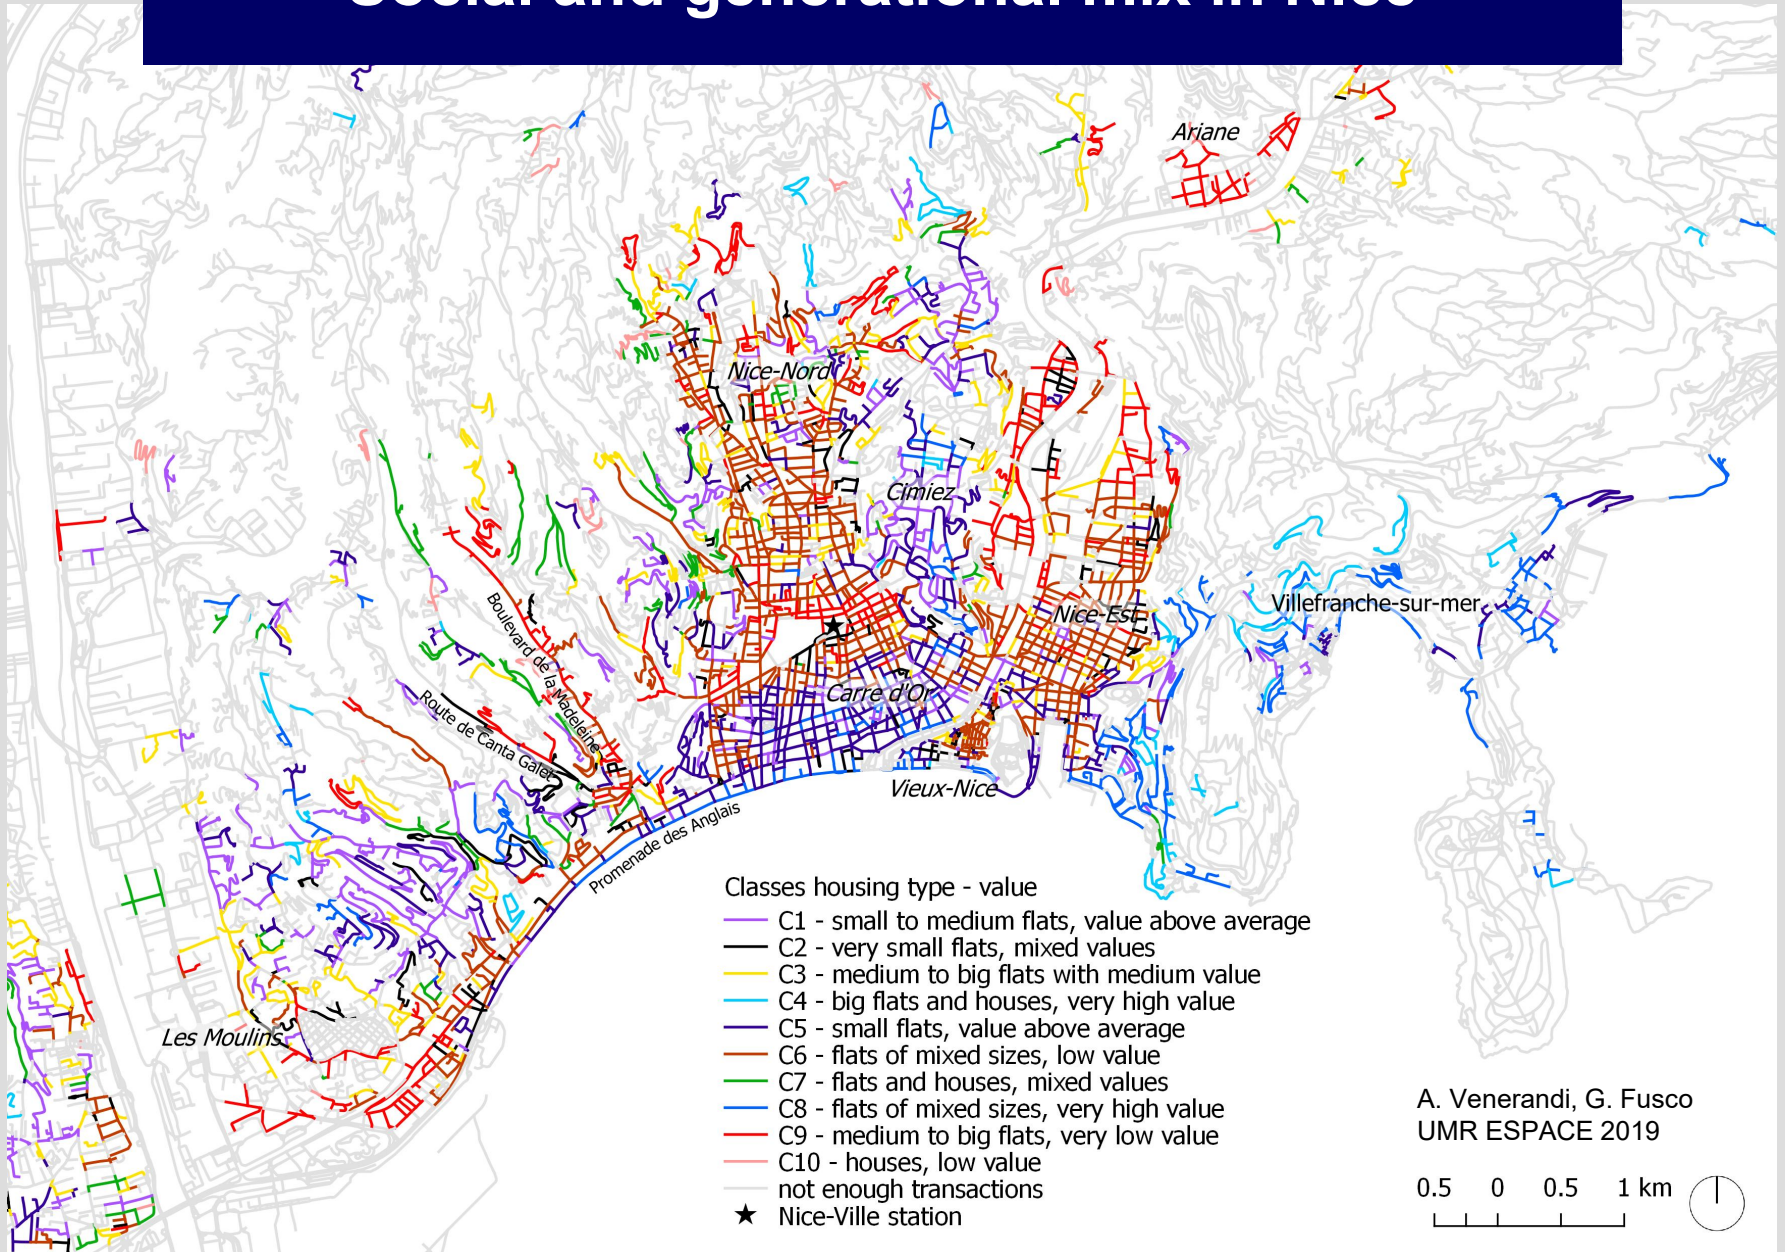 Social and generational mix in Nice
Ariane
Nice-Nord
Cimiez
Nice-Est
Villefranche-sur-mer
Boulevard de la Madeleine
Route de Canta Galet
Carre d'Or
Vieux-Nice
Promenade des Anglais
Les Moulins
Classes housing type - value
C1 - small to medium flats, value above average
C2 - very small flats, mixed values
C3 - medium to big flats with medium value
C4 - big flats and houses, very high value
C5 - small flats, value above average
C6 - flats of mixed sizes, low value
C7 - flats and houses, mixed values
C8 - flats of mixed sizes, very high value
C9 - medium to big flats, very low value
C10 - houses, low value
not enough transactions
Nice-Ville station
A. Venerandi, G. Fusco
UMR ESPACE 2019
0.5 0 0.5 1 km